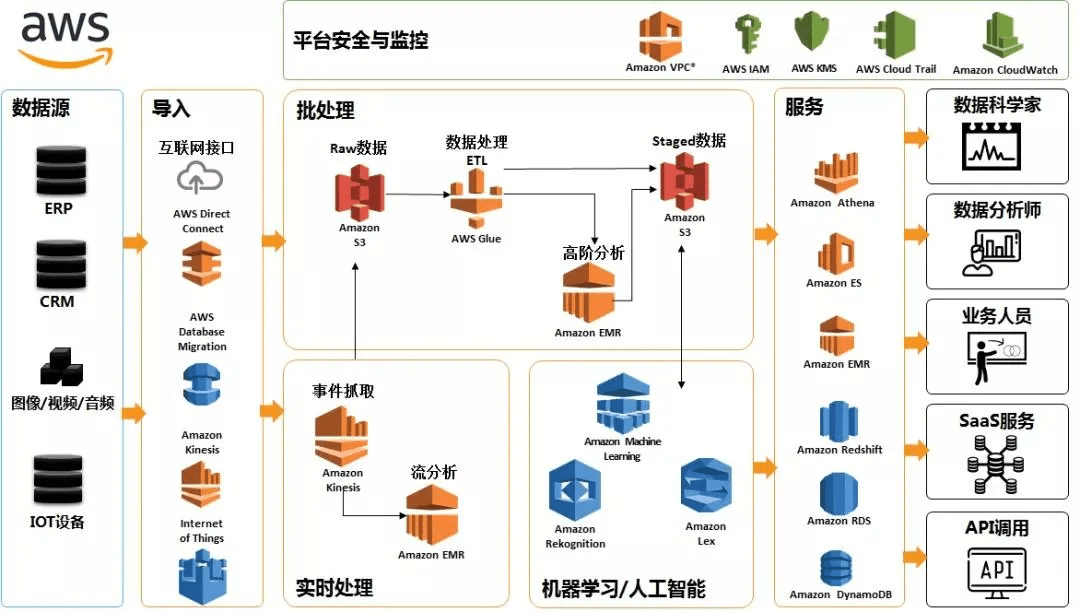 aws
平台安全与监控
Amazon VPC*
AWS IAM
AWS KMS
AWS Cloud Trail
Amazon CloudWatch
数据源
ERP
CRM
图像/视频/音频
IOT设备
导入
互联网接口
AWS Direct
Connect
AWS
Database
Migration
Amazon
Kinesis
Internet
of Things
批处理
Raw数据
Amazon
S3
数据处理
ETL
AWS Glue
高阶分析
Amazon EMR
Staged数据
Amazon
S3
事件抓取
Amazon
Kinesis
流分析
Amazon EMR
实时处理
Amazon Machine
Learning
Amazon
Rekognition
Amazon
Lex
机器学习/人工智能
服务
Amazon Athena
Amazon ES
Amazon EMR
Amazon Redshift
Amazon RDS
Amazon DynamoDB
数据科学家
数据分析师
业务人员
SaaS服务
API调用
API